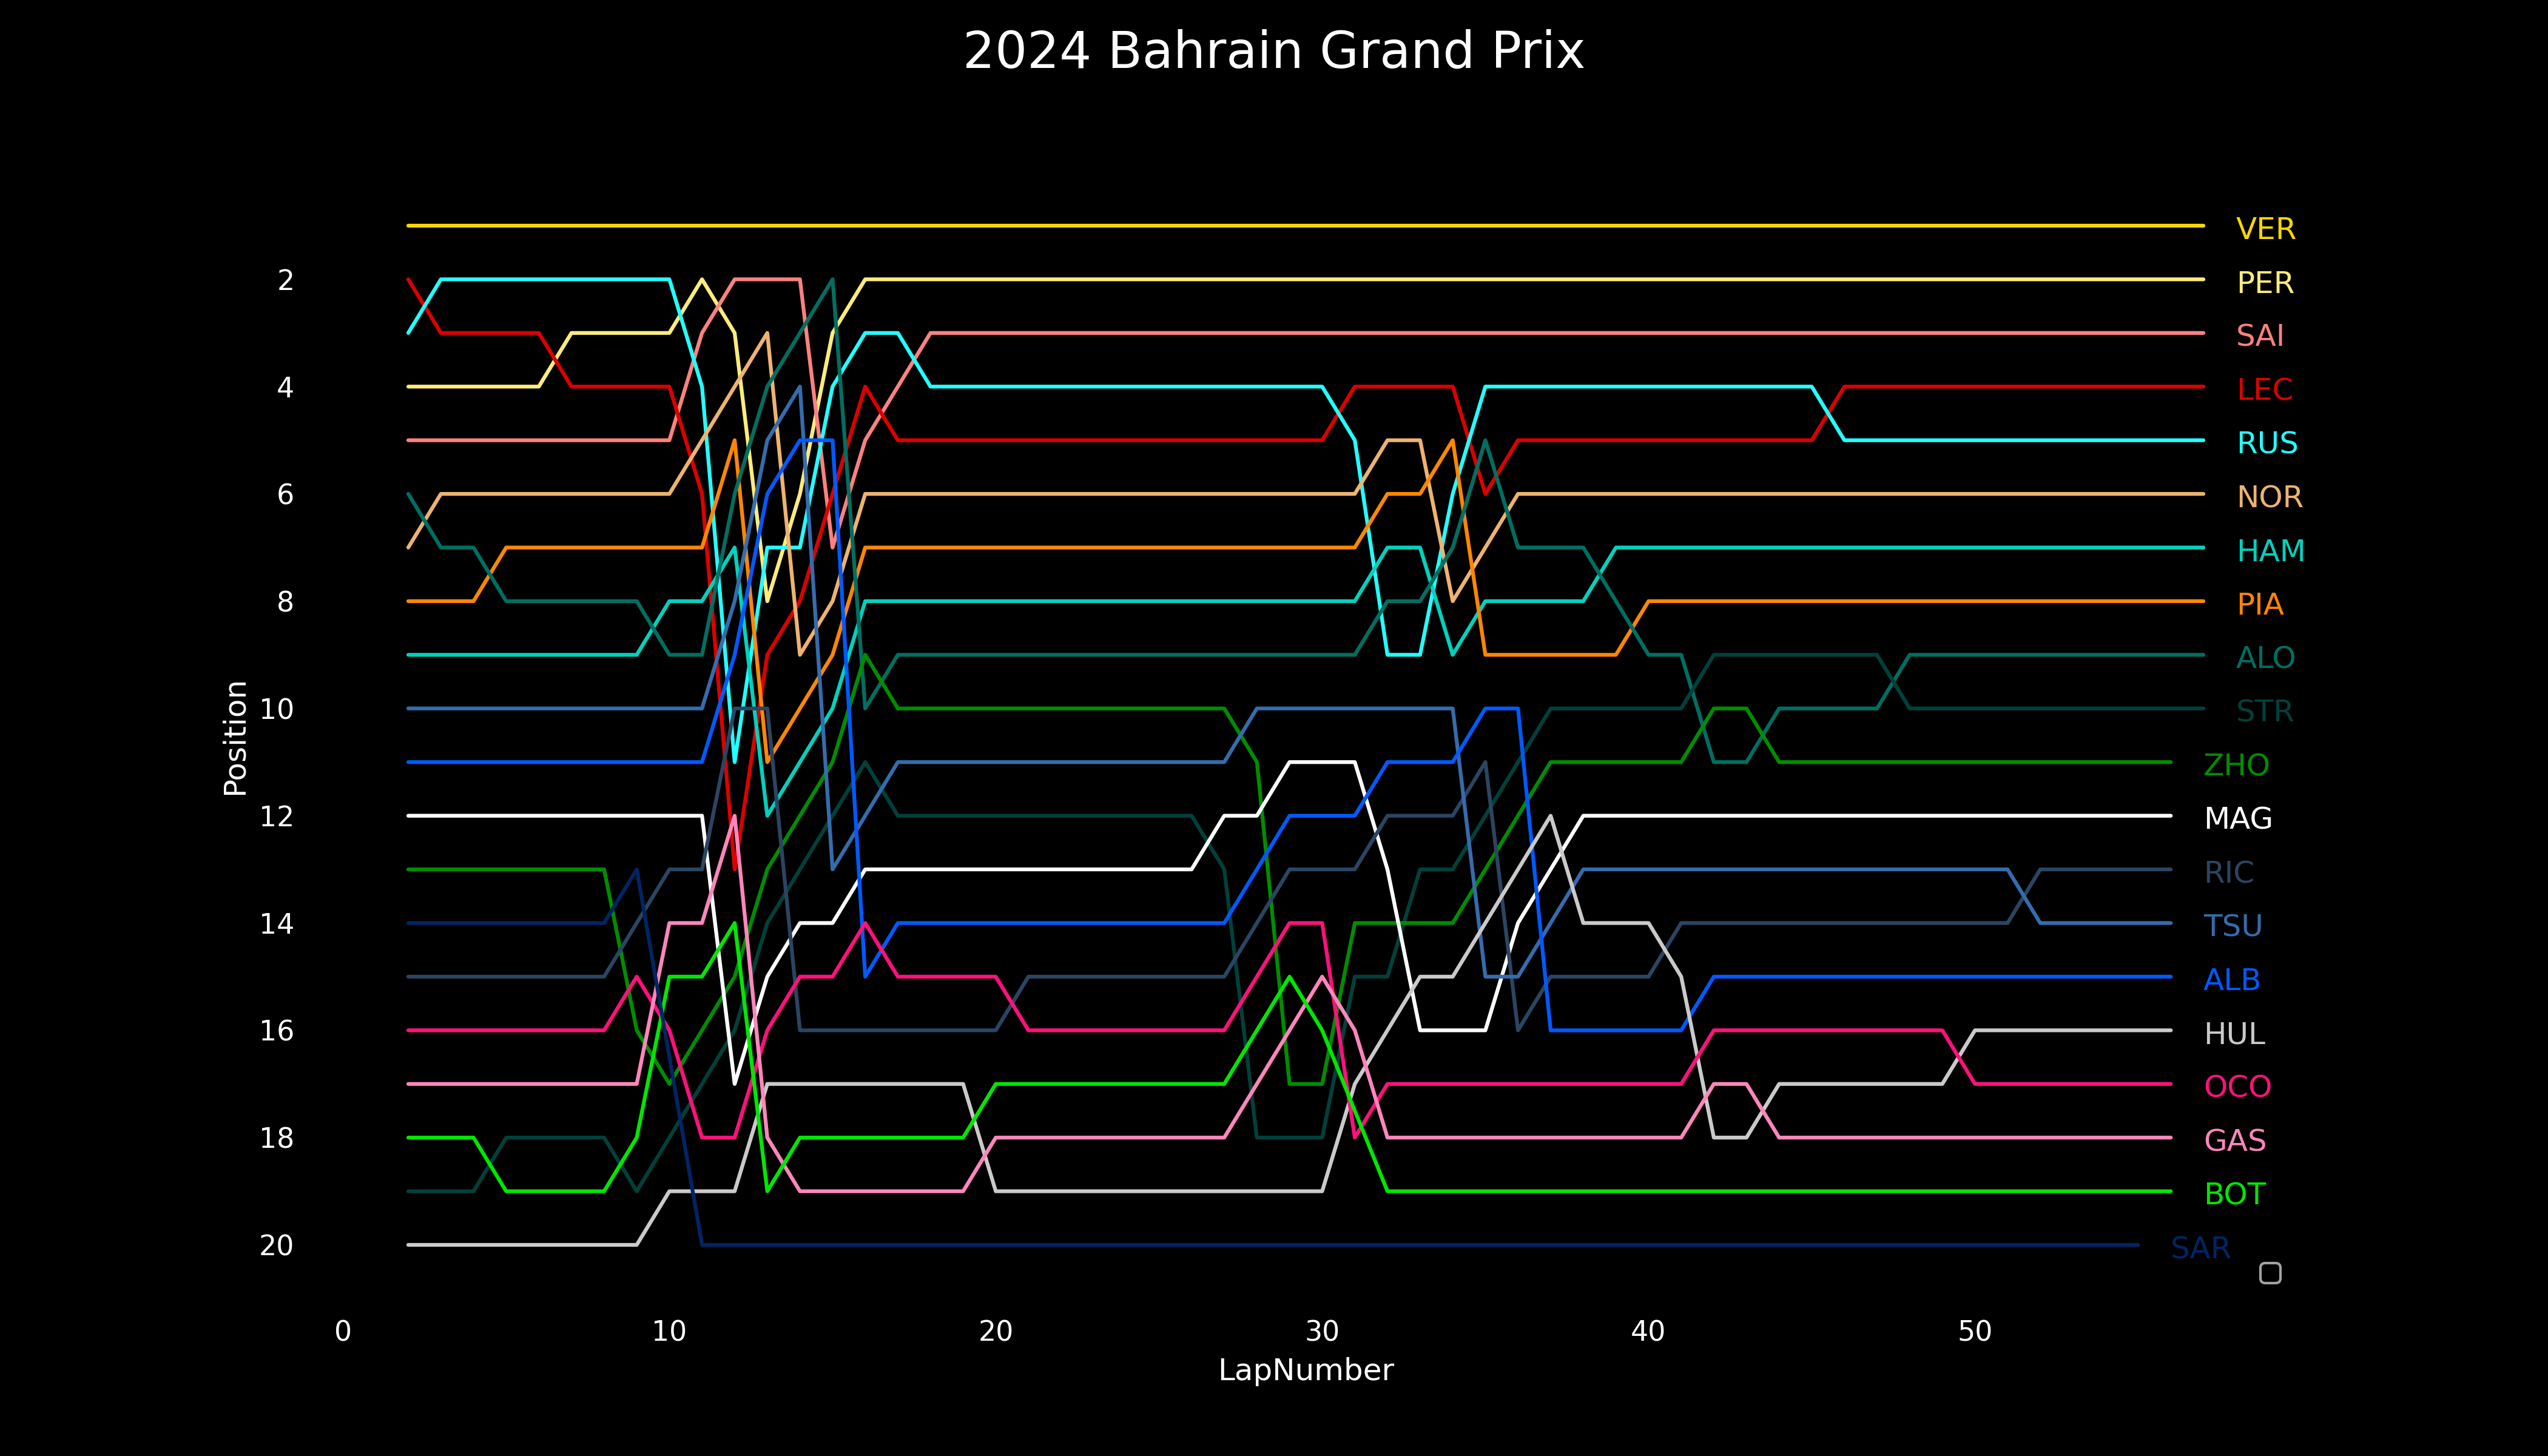 2024 Bahrain Grand Prix
VER
2 PER
SAI
4 LEC
RUS
6 NOR
HAM
8 PIA
ALO
10 STR
ZHO
12 MAG
RIC
14 TSU
ALB
16 HUL
OCO
18 GAS
BOT
20 SAR
Position
0 10 20 30 40 50
LapNumber